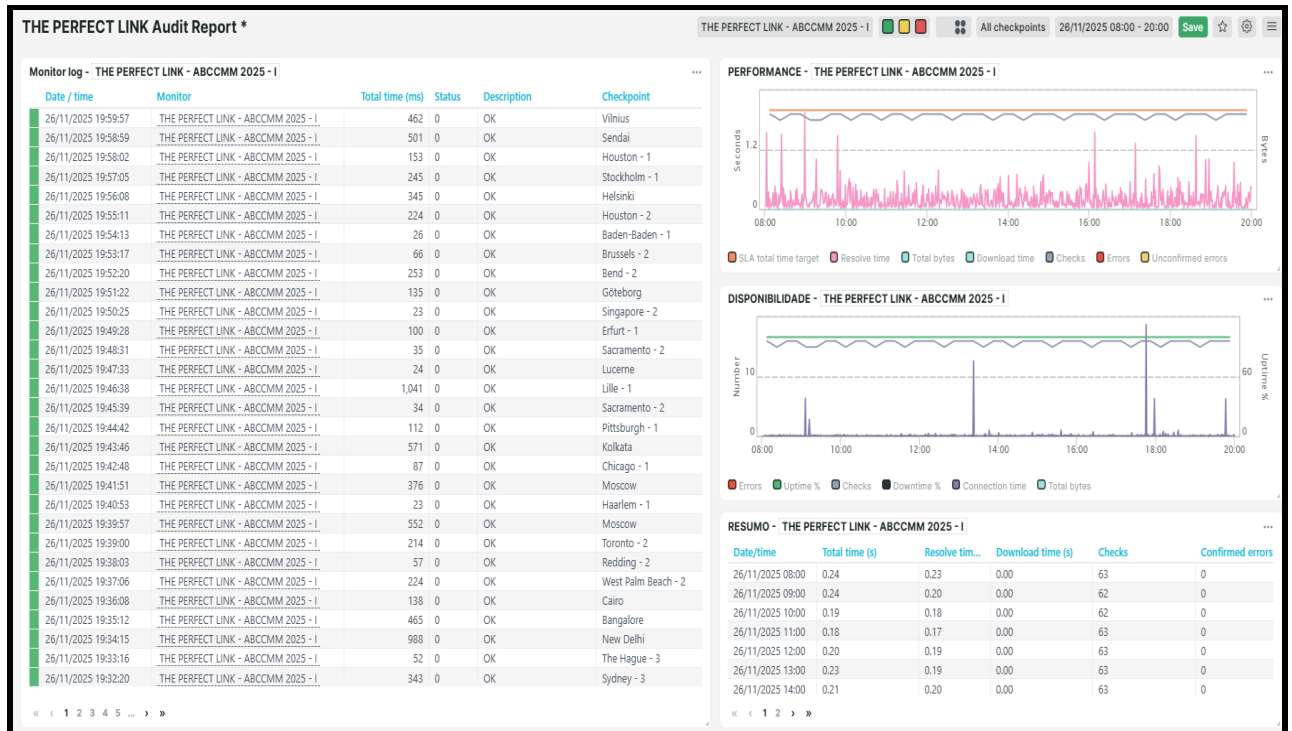 THE PERFECT LINK Audit Report *
THE PERFECT LINK - ABCCMM 2025 - I All checkpoints 26/11/2025 08:00 - 20:00 Save
Monitor log - THE PERFECT LINK - ABCCMM 2025 - I
Date / time Monitor Total time (ms) Status Description Checkpoint
26/11/2025 19:59:57 THE PERFECT LINK - ABCCMM 2025 - I 462 0 OK Vilnius
26/11/2025 19:58:59 THE PERFECT LINK - ABCCMM 2025 - I 501 0 OK Sendai
26/11/2025 19:58:02 THE PERFECT LINK - ABCCMM 2025 - I 153 0 OK Houston - 1
26/11/2025 19:57:05 THE PERFECT LINK - ABCCMM 2025 - I 245 0 OK Stockholm - 1
26/11/2025 19:56:08 THE PERFECT LINK - ABCCMM 2025 - I 345 0 OK Helsinki
26/11/2025 19:55:11 THE PERFECT LINK - ABCCMM 2025 - I 224 0 OK Houston - 2
26/11/2025 19:54:13 THE PERFECT LINK - ABCCMM 2025 - I 26 0 OK Baden-Baden - 1
26/11/2025 19:53:17 THE PERFECT LINK - ABCCMM 2025 - I 66 0 OK Brussels - 2
26/11/2025 19:52:20 THE PERFECT LINK - ABCCMM 2025 - I 253 0 OK Bend - 2
26/11/2025 19:51:22 THE PERFECT LINK - ABCCMM 2025 - I 135 0 OK Göteborg
26/11/2025 19:50:25 THE PERFECT LINK - ABCCMM 2025 - I 23 0 OK Singapore - 2
26/11/2025 19:49:28 THE PERFECT LINK - ABCCMM 2025 - I 100 0 OK Erfurt - 1
26/11/2025 19:48:31 THE PERFECT LINK - ABCCMM 2025 - I 35 0 OK Sacramento - 2
26/11/2025 19:47:33 THE PERFECT LINK - ABCCMM 2025 - I 24 0 OK Lucerne
26/11/2025 19:46:38 THE PERFECT LINK - ABCCMM 2025 - I 1,041 0 OK Lille - 1
26/11/2025 19:45:39 THE PERFECT LINK - ABCCMM 2025 - I 34 0 OK Sacramento - 2
26/11/2025 19:44:42 THE PERFECT LINK - ABCCMM 2025 - I 112 0 OK Pittsburgh - 1
26/11/2025 19:43:46 THE PERFECT LINK - ABCCMM 2025 - I 571 0 OK Kolkata
26/11/2025 19:42:48 THE PERFECT LINK - ABCCMM 2025 - I 87 0 OK Chicago - 1
26/11/2025 19:41:51 THE PERFECT LINK - ABCCMM 2025 - I 376 0 OK Moscow
26/11/2025 19:40:53 THE PERFECT LINK - ABCCMM 2025 - I 23 0 OK Haarlem - 1
26/11/2025 19:39:57 THE PERFECT LINK - ABCCMM 2025 - I 552 0 OK Moscow
26/11/2025 19:39:00 THE PERFECT LINK - ABCCMM 2025 - I 214 0 OK Toronto - 2
26/11/2025 19:38:03 THE PERFECT LINK - ABCCMM 2025 - I 57 0 OK Redding - 2
26/11/2025 19:37:06 THE PERFECT LINK - ABCCMM 2025 - I 224 0 OK West Palm Beach - 2
26/11/2025 19:36:08 THE PERFECT LINK - ABCCMM 2025 - I 138 0 OK Cairo
26/11/2025 19:35:12 THE PERFECT LINK - ABCCMM 2025 - I 465 0 OK Bangalore
26/11/2025 19:34:15 THE PERFECT LINK - ABCCMM 2025 - I 988 0 OK New Delhi
26/11/2025 19:33:16 THE PERFECT LINK - ABCCMM 2025 - I 52 0 OK The Hague - 3
26/11/2025 19:32:20 THE PERFECT LINK - ABCCMM 2025 - I 343 0 OK Sydney - 3
« ‹ 1 2 3 4 5 ... › »
PERFORMANCE - THE PERFECT LINK - ABCCMM 2025 - I
Seconds
1.2
0
Bytes
08:00 10:00 12:00 14:00 16:00 18:00 20:00
SLA total time target Resolve time Total bytes Download time Checks Errors Unconfirmed errors
DISPONIBILIDADE - THE PERFECT LINK - ABCCMM 2025 - I
Number
10
0
60
0
Uptime %
08:00 10:00 12:00 14:00 16:00 18:00 20:00
Errors Uptime % Checks Downtime % Connection time Total bytes
RESUMO - THE PERFECT LINK - ABCCMM 2025 - I
Date/time Total time (s) Resolve tim... Download time (s) Checks Confirmed errors
26/11/2025 08:00 0.24 0.23 0.00 63 0
26/11/2025 09:00 0.24 0.20 0.00 62 0
26/11/2025 10:00 0.19 0.18 0.00 62 0
26/11/2025 11:00 0.18 0.17 0.00 63 0
26/11/2025 12:00 0.20 0.19 0.00 63 0
26/11/2025 13:00 0.23 0.19 0.00 63 0
26/11/2025 14:00 0.21 0.20 0.00 63 0
« ‹ 1 2 › »